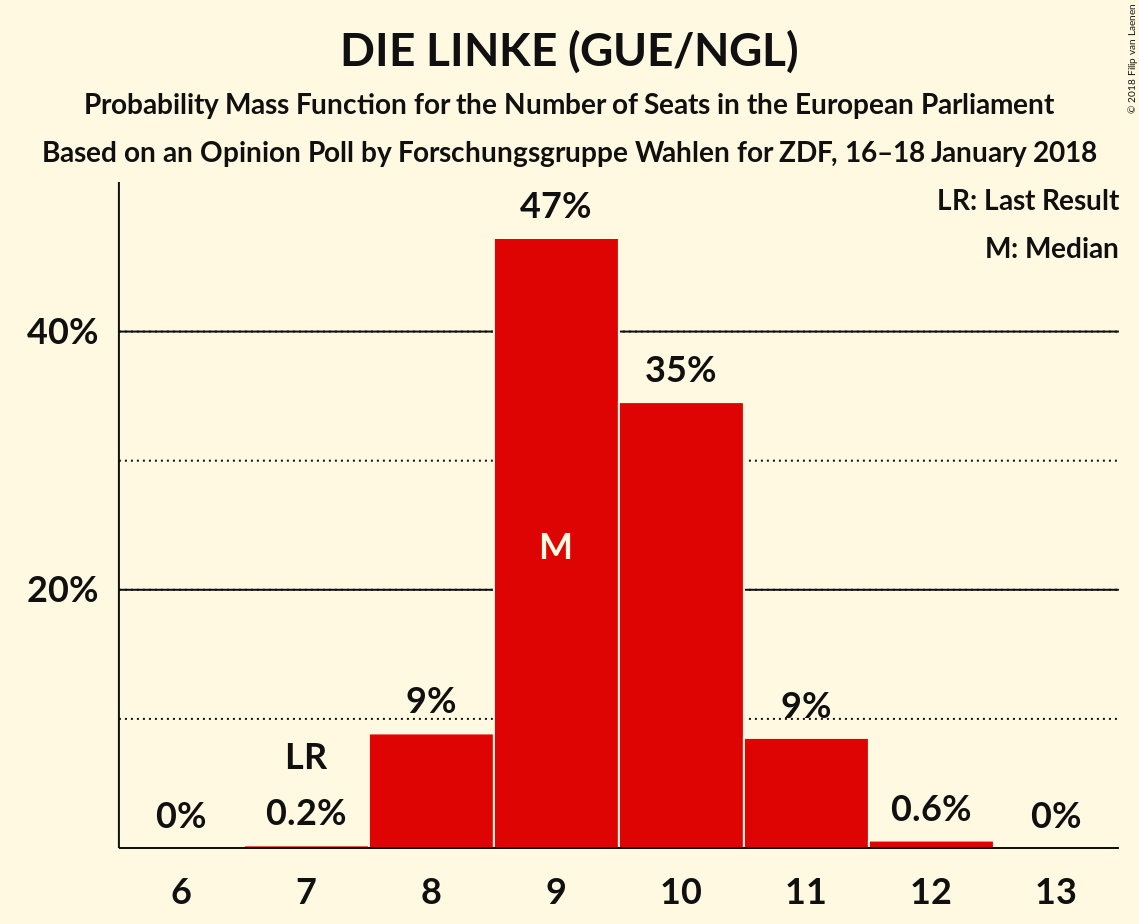 DIE LINKE (GUE/NGL)
Probability Mass Function for the Number of Seats in the European Parliament
Based on an Opinion Poll by Forschungsgruppe Wahlen for ZDF, 16–18 January 2018
© 2018 Filip van Laenen
LR: Last Result
M: Median
47%
40%
35%
M
20%
9%
9%
LR
0%
0.2%
0.6%
0%
6 7 8 9 10 11 12 13